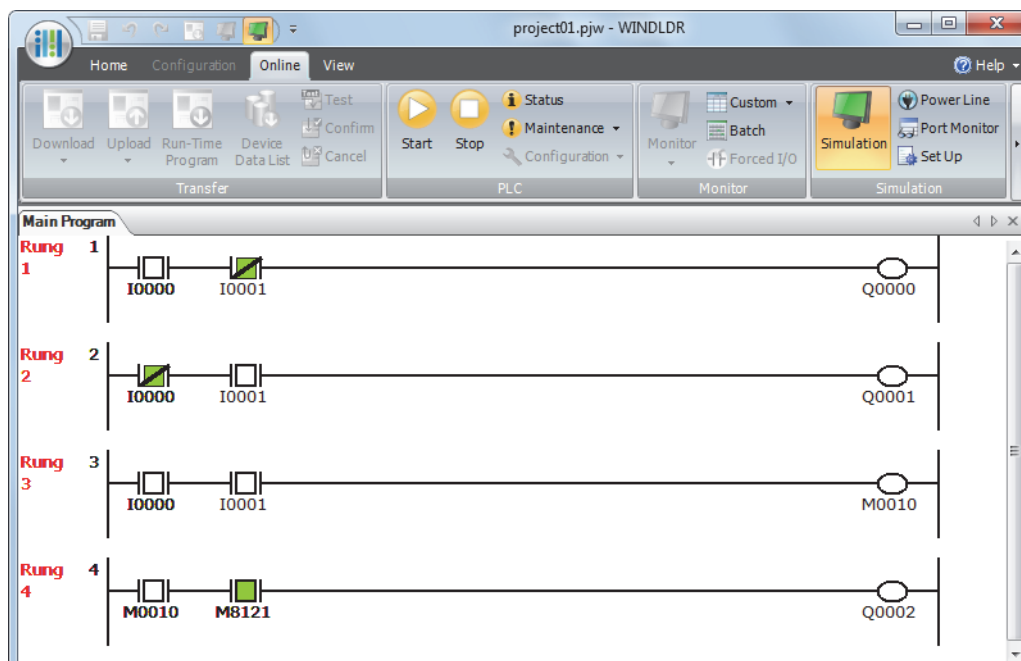 project01.pjw - WINDLDR
Home Configuration Online View Help
Download Upload Run-Time Program Device Data List Test Confirm Cancel
Transfer
Start Stop Status Maintenance Configuration
PLC
Monitor Custom Batch Forced I/O
Monitor
Simulation Power Line Port Monitor Set Up
Simulation
Main Program
Rung 1 1
I0000 I0001 Q0000
Rung 2 2
I0000 I0001 Q0001
Rung 3 3
I0000 I0001 M0010
Rung 4 4
M0010 M8121 Q0002